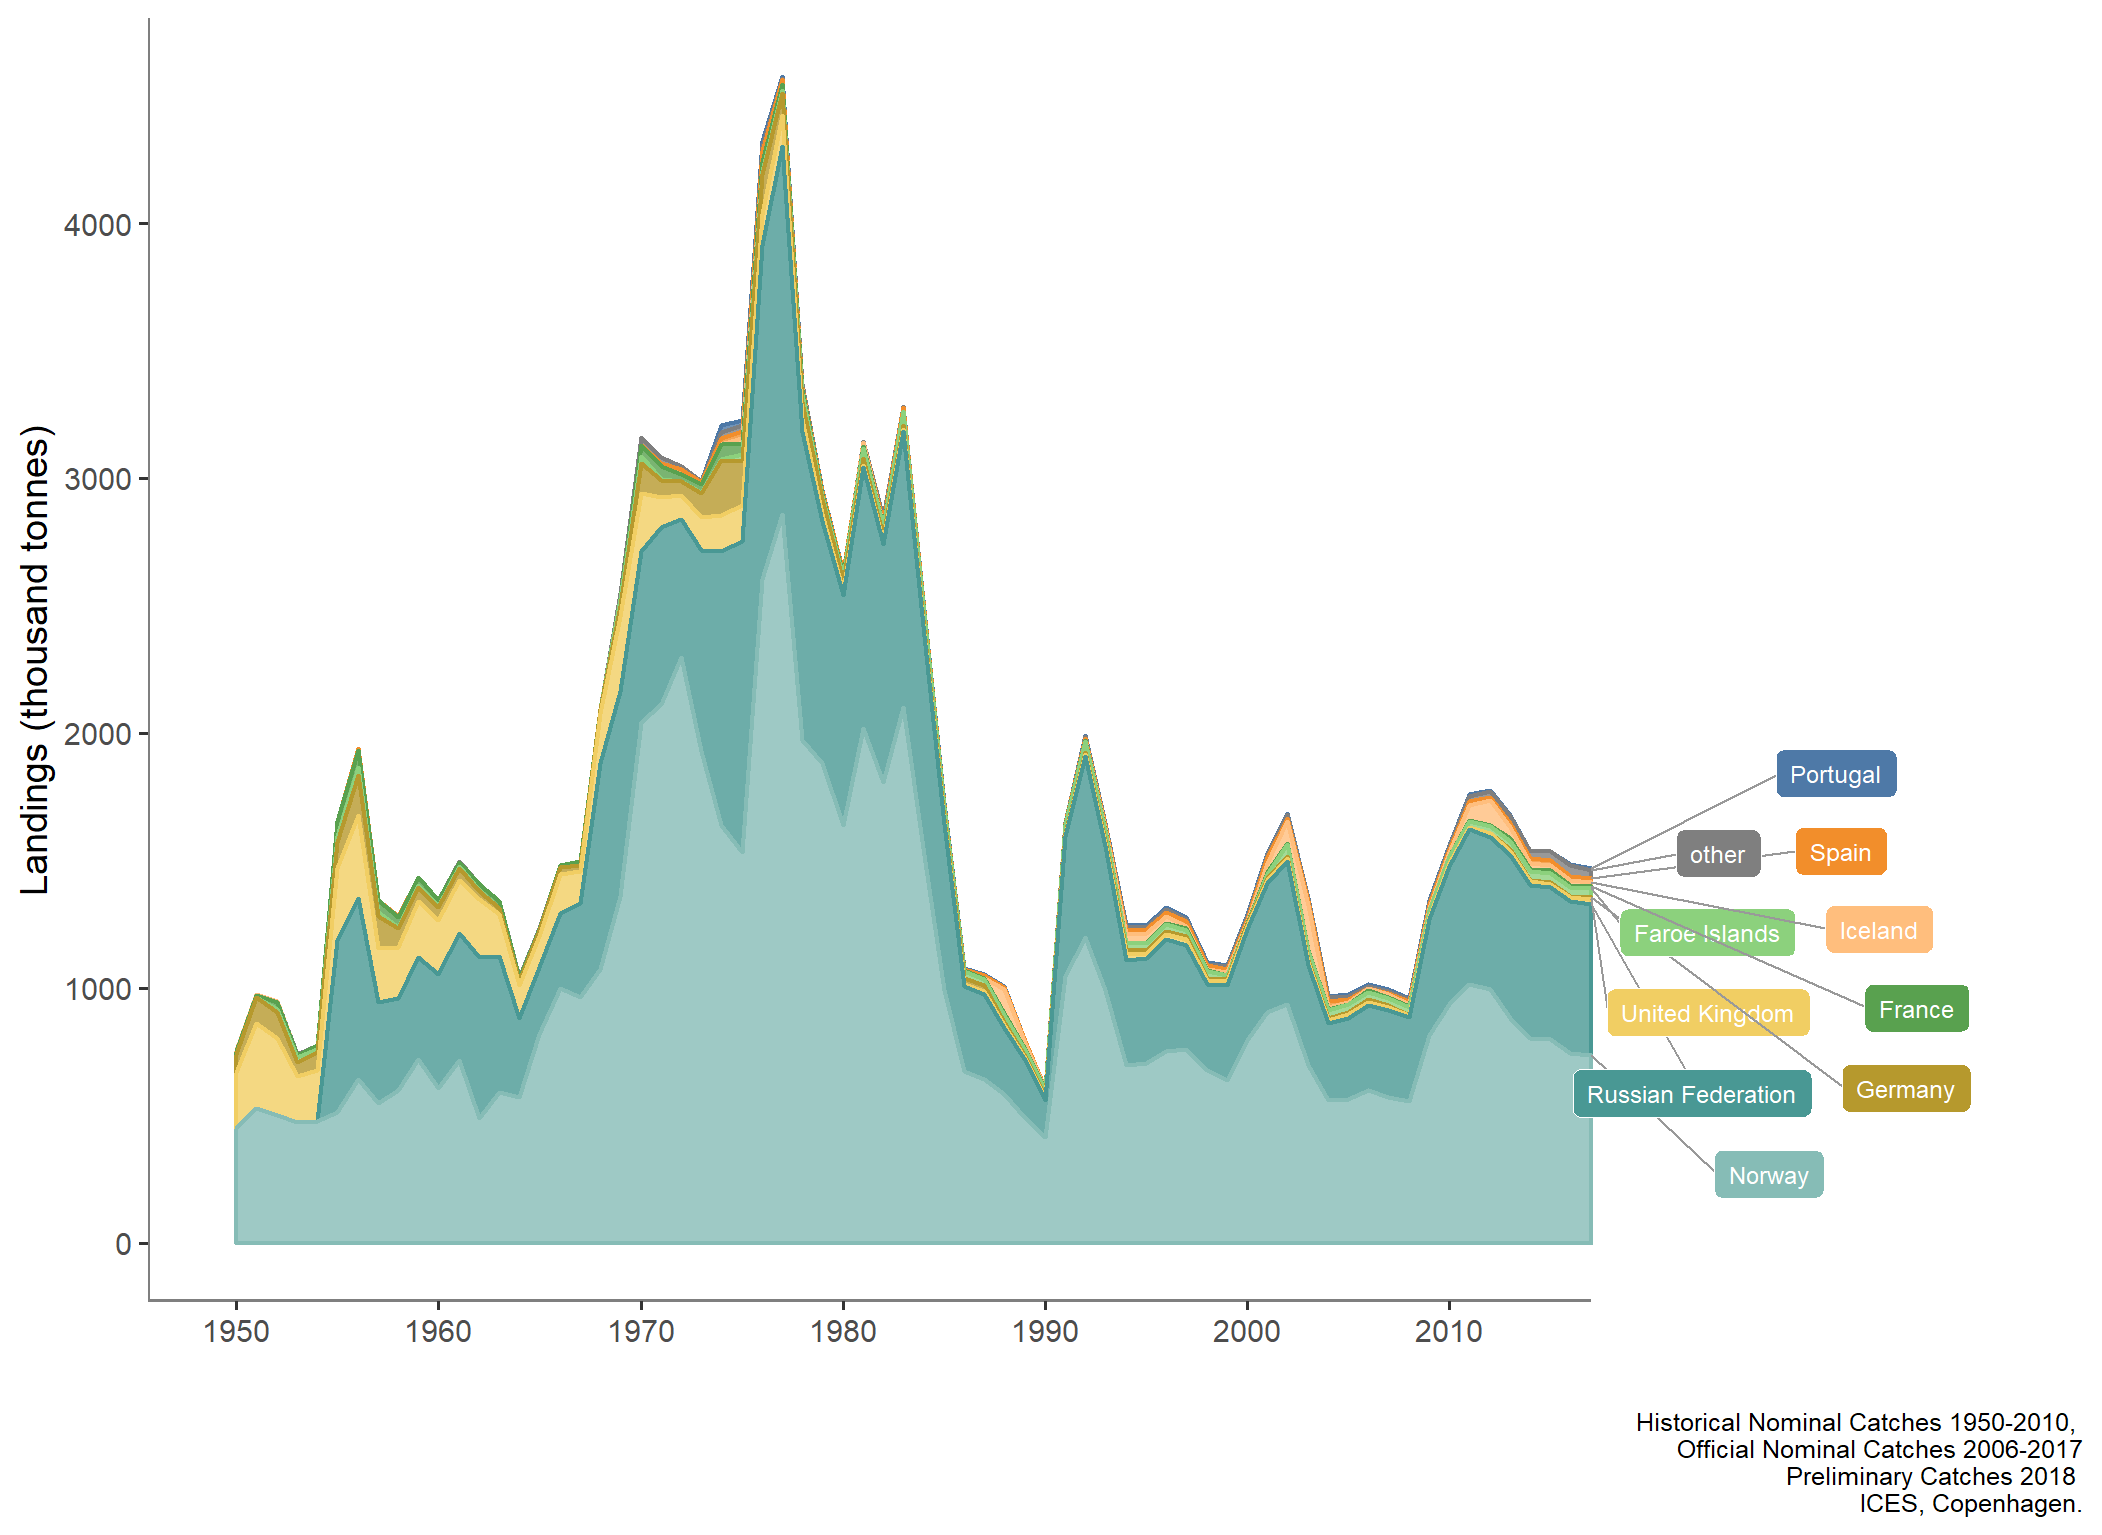 Landings (thousand tonnes)
4000
3000
2000
1000
0
1950
1960
1970
1980
1990
2000
2010
Portugal
other
Spain
Faroe Islands
Iceland
United Kingdom
France
Russian Federation
Germany
Norway
Historical Nominal Catches 1950-2010,
Official Nominal Catches 2006-2017
Preliminary Catches 2018
ICES, Copenhagen.